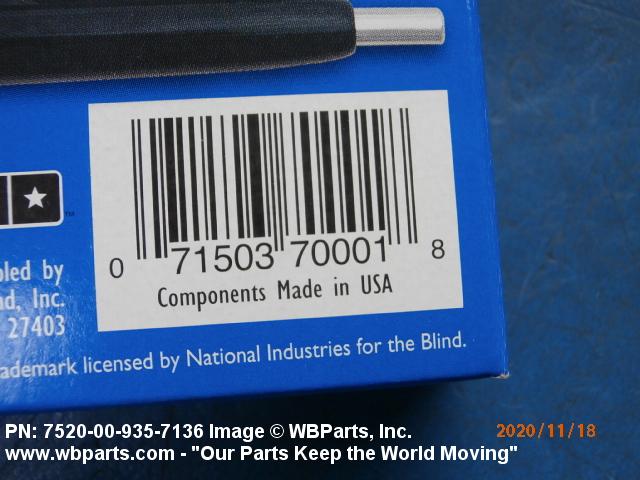 0 71503 70001 8
Components Made in USA
led by
d, Inc.
27403
ademark licensed by National Industries for the Blind.
PN: 7520-00-935-7136 Image © WBParts, Inc. 2020/11/18
www.wbparts.com - "Our Parts Keep the World Moving"